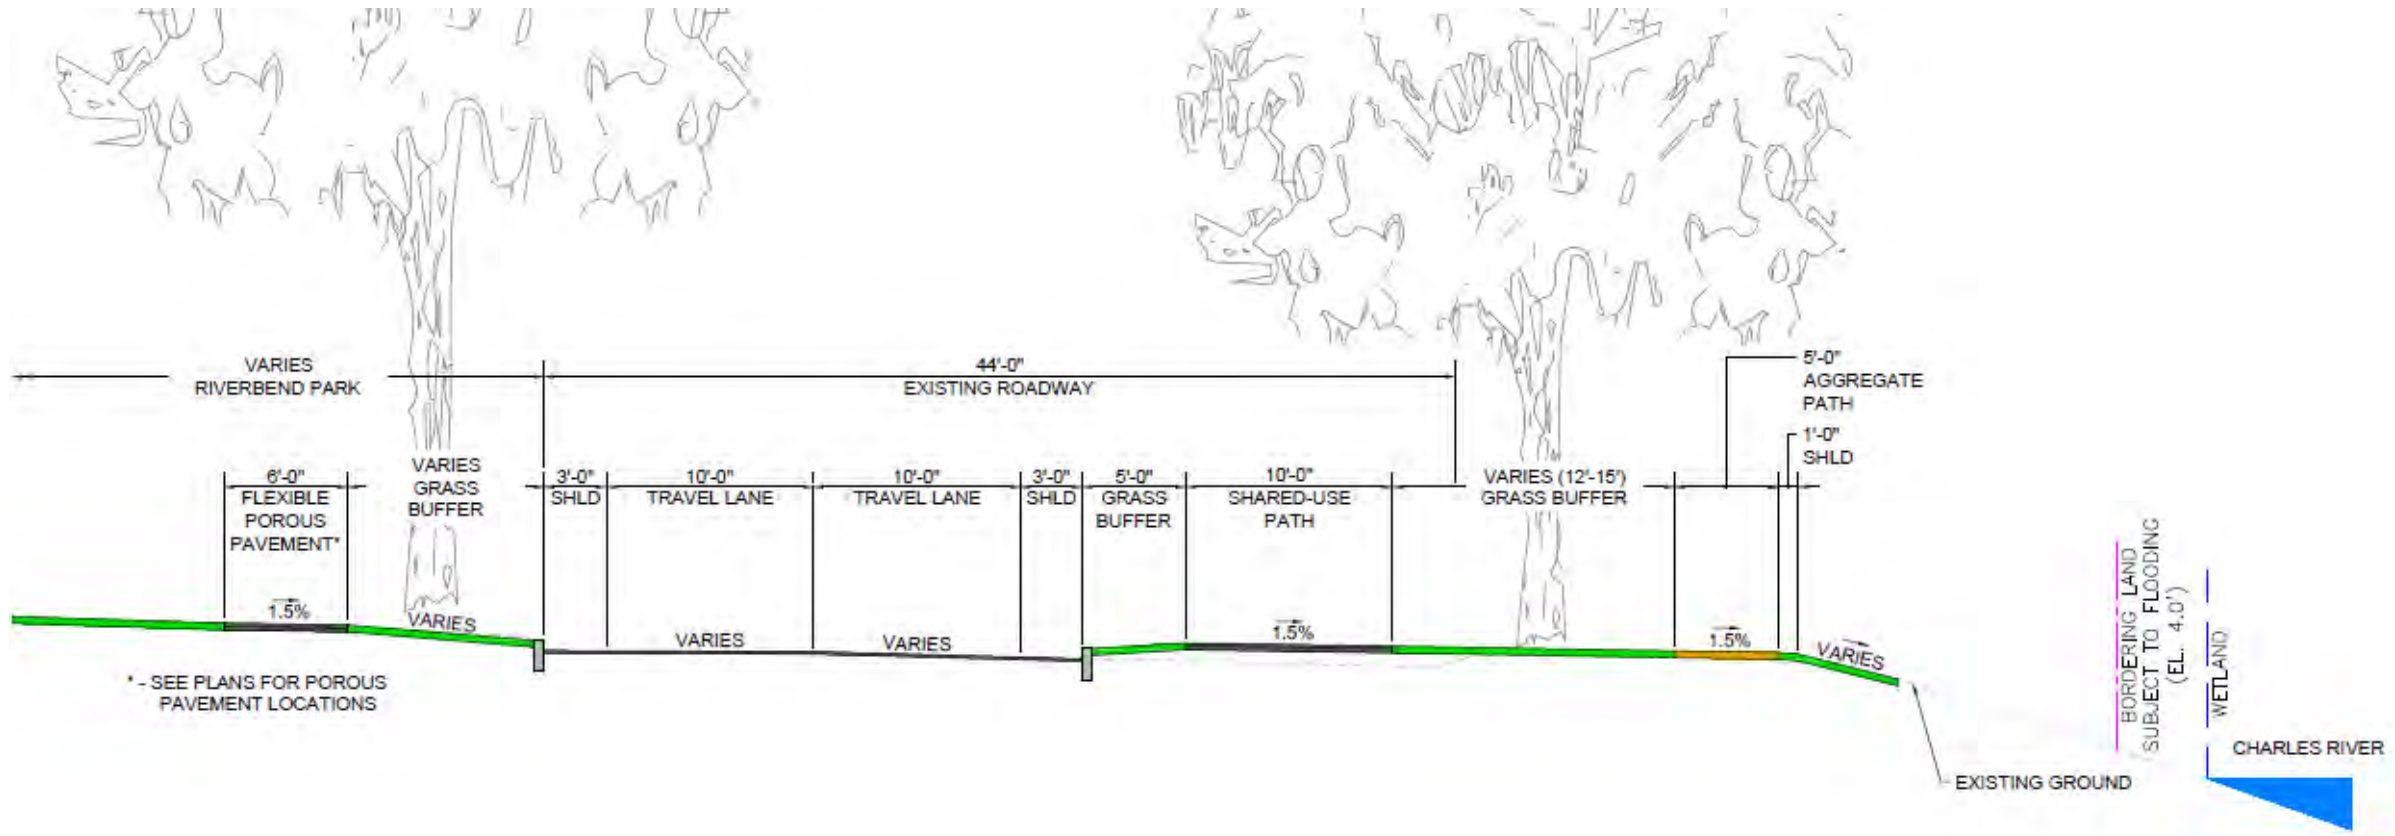 VARIES
RIVERBEND PARK
44'-0"
EXISTING ROADWAY
5'-0"
AGGREGATE
PATH
1'-0"
SHLD
6'-0"
FLEXIBLE
POROUS
PAVEMENT*
VARIES
GRASS
BUFFER
3'-0"
SHLD
10'-0"
TRAVEL LANE
10'-0"
TRAVEL LANE
3'-0"
SHLD
5'-0"
GRASS
BUFFER
10'-0"
SHARED-USE
PATH
VARIES (12'-15')
GRASS BUFFER
1.5%
VARIES
VARIES
VARIES
1.5%
1.5%
VARIES
* - SEE PLANS FOR POROUS
PAVEMENT LOCATIONS
BORDERING LAND
SUBJECT TO FLOODING
(EL. 4.0')
WETLAND
CHARLES RIVER
EXISTING GROUND